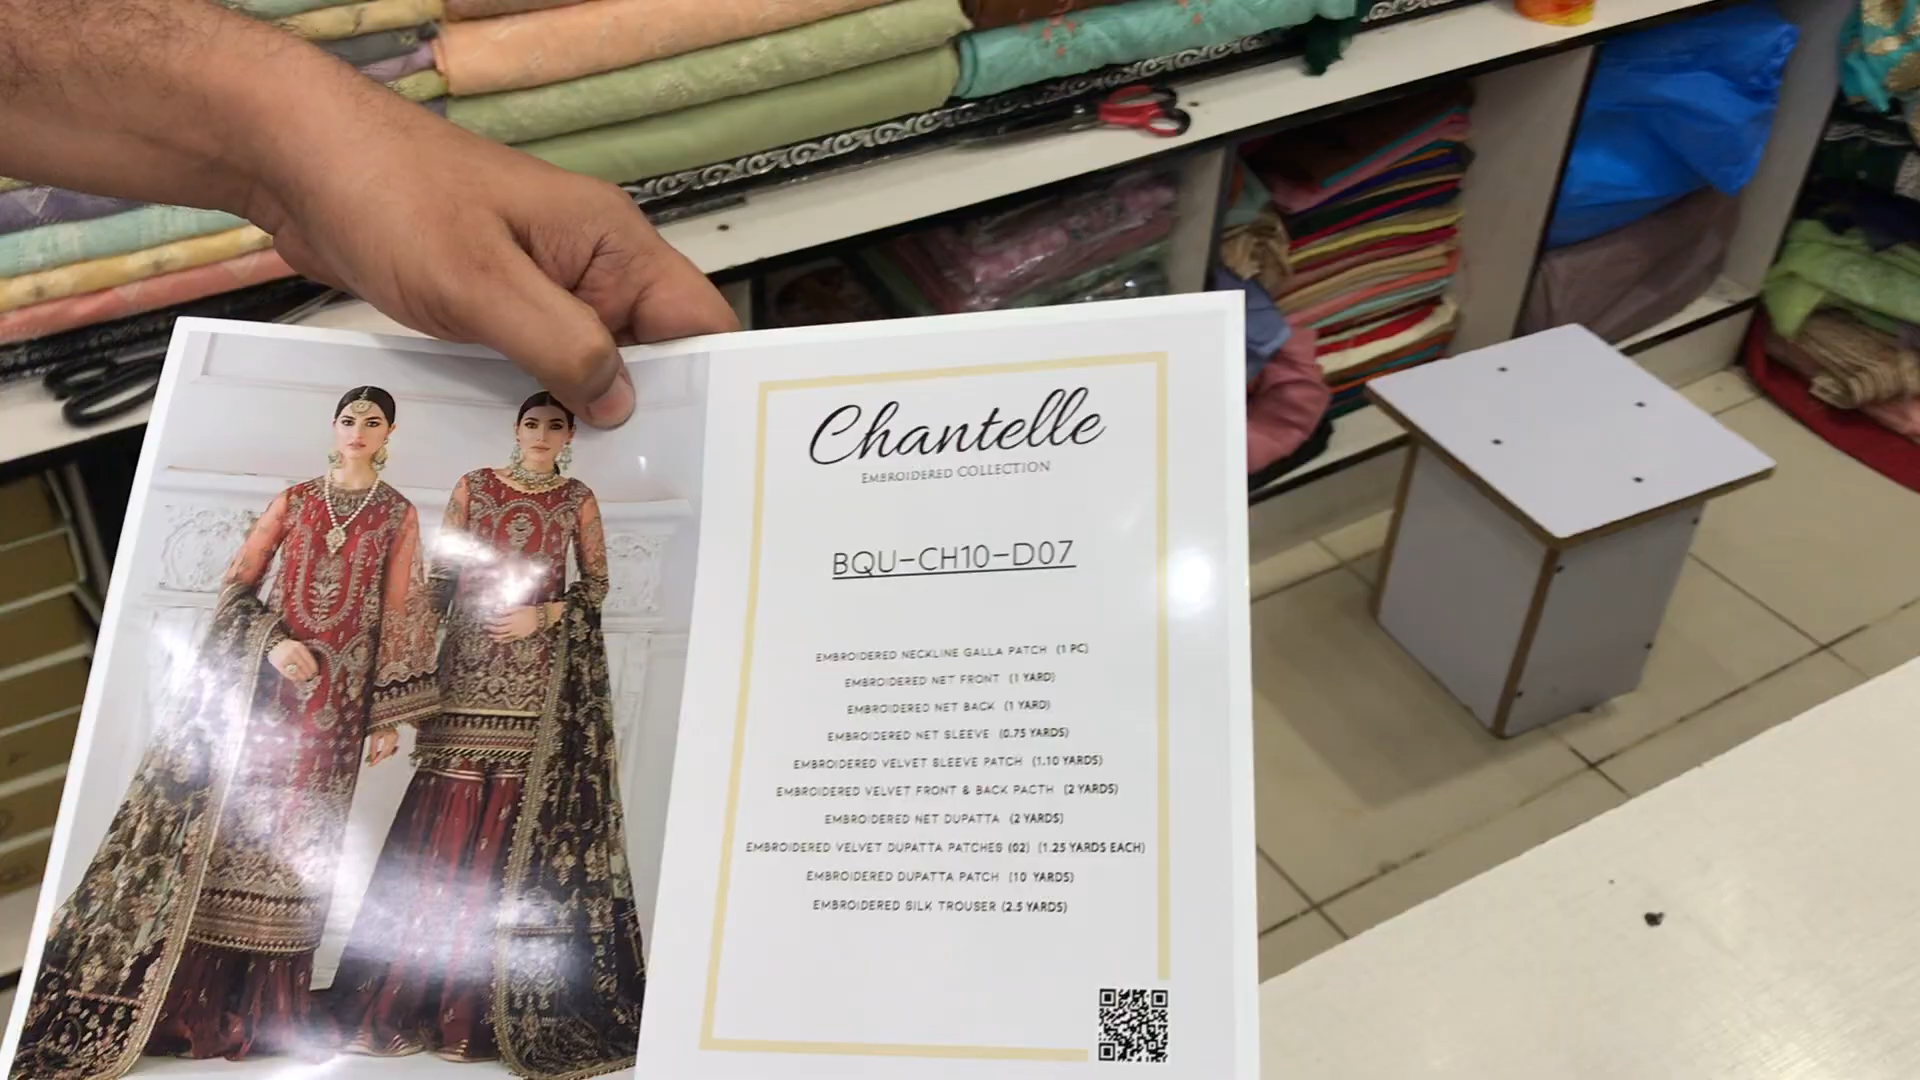 Chantelle
EMBROIDERED COLLECTION
BQU-CH10-D07
EMBROIDERED NECKLINE GALLA PATCH (1 PC)
EMBROIDERED NET FRONT (1 YARD)
EMBROIDERED NET BACK (1 YARD)
EMBROIDERED NET SLEEVE (0.75 YARDS)
EMBROIDERED VELVET SLEEVE PATCH (1.10 YARDS)
EMBROIDERED VELVET FRONT & BACK PACTH (2 YARDS)
EMBROIDERED NET DUPATTA (2 YARDS)
EMBROIDERED VELVET DUPATTA PATCHES (02) (1.25 YARDS EACH)
EMBROIDERED DUPATTA PATCH (10 YARDS)
EMBROIDERED SILK TROUSER (2.5 YARDS)